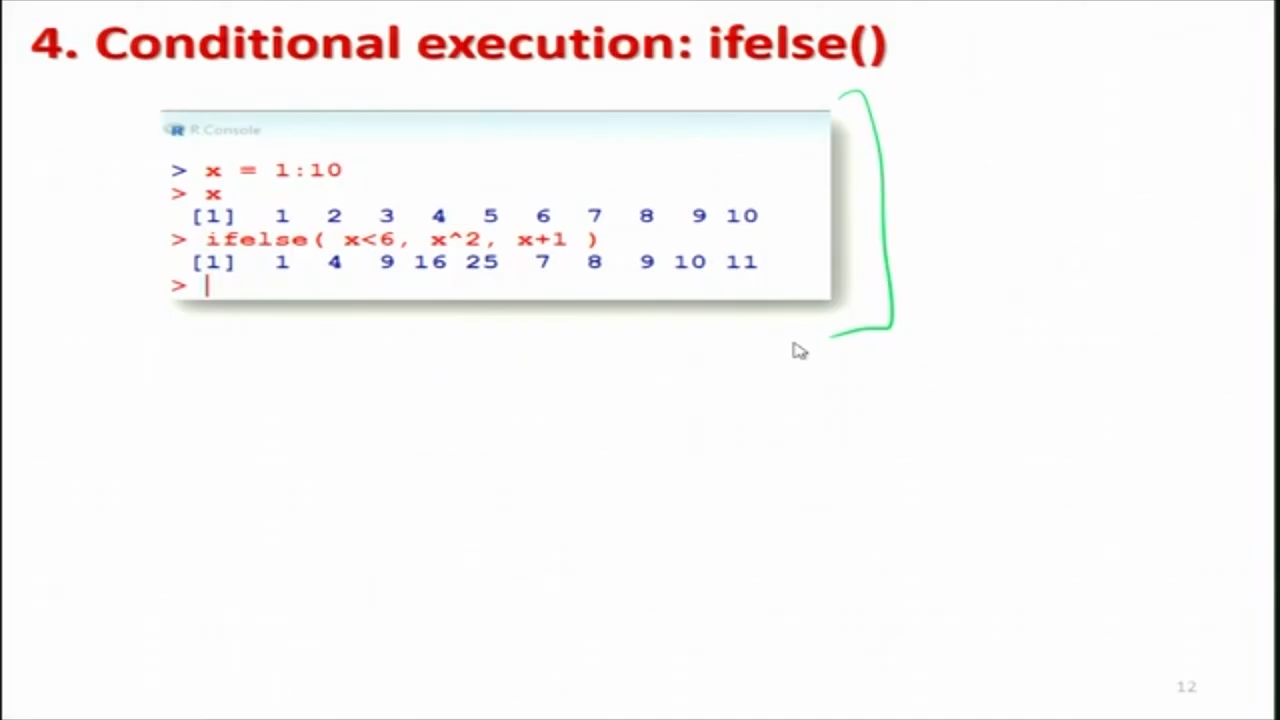 4. Conditional execution: ifelse()
R Console
> x = 1:10
> x
[1] 1 2 3 4 5 6 7 8 9 10
> ifelse( x<6, x^2, x+1 )
[1] 1 4 9 16 25 7 8 9 10 11
>
12